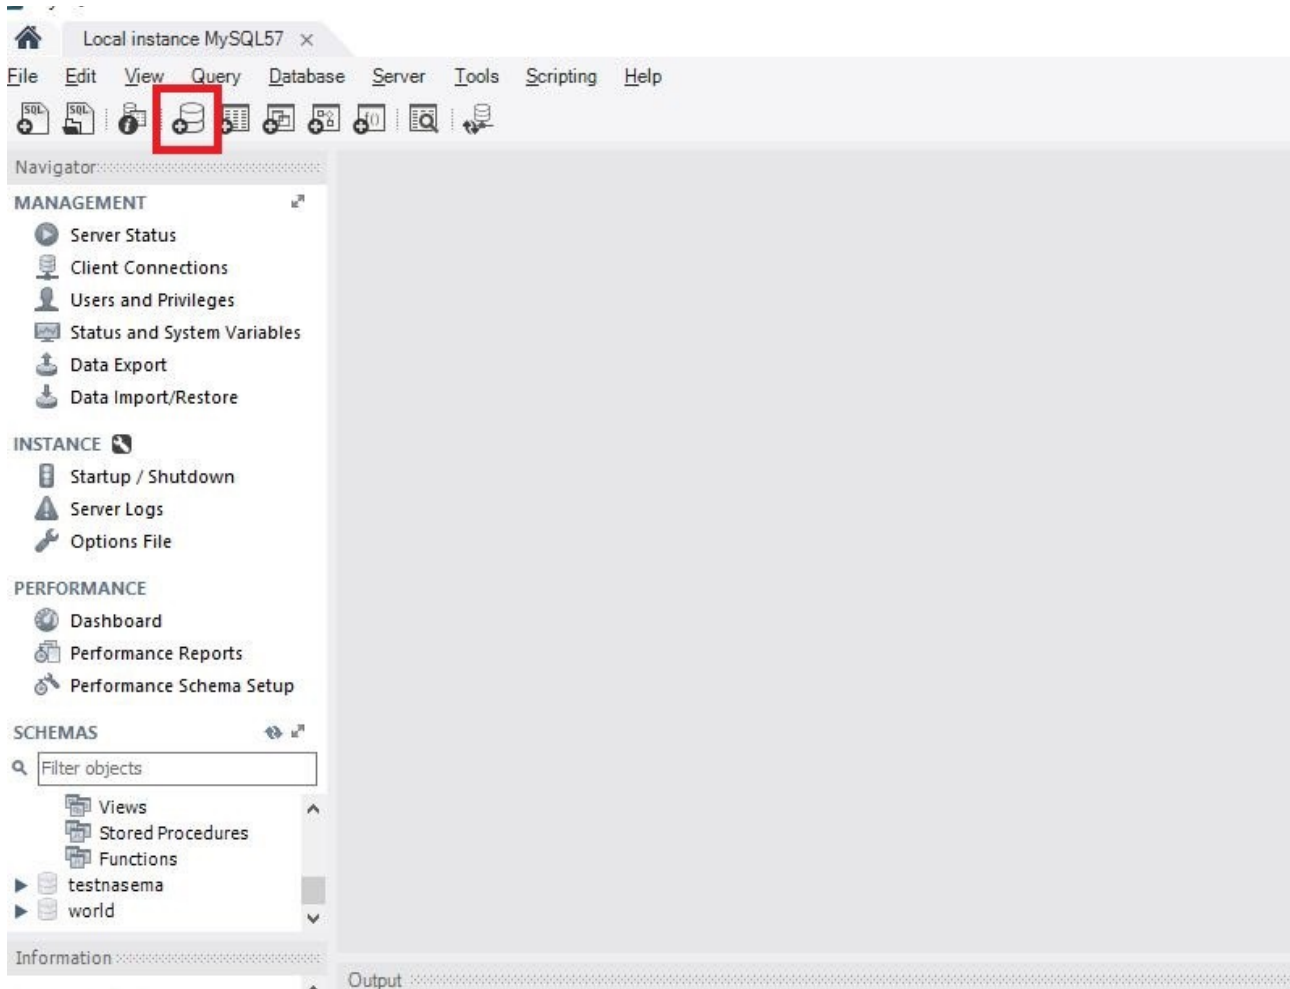 Local instance MySQL57 ×
File Edit View Query Database Server Tools Scripting Help
SQL SQL
Navigator
MANAGEMENT
Server Status
Client Connections
Users and Privileges
Status and System Variables
Data Export
Data Import/Restore
INSTANCE
Startup / Shutdown
Server Logs
Options File
PERFORMANCE
Dashboard
Performance Reports
Performance Schema Setup
SCHEMAS
Filter objects
Views
Stored Procedures
Functions
testnasema
world
Information
Output